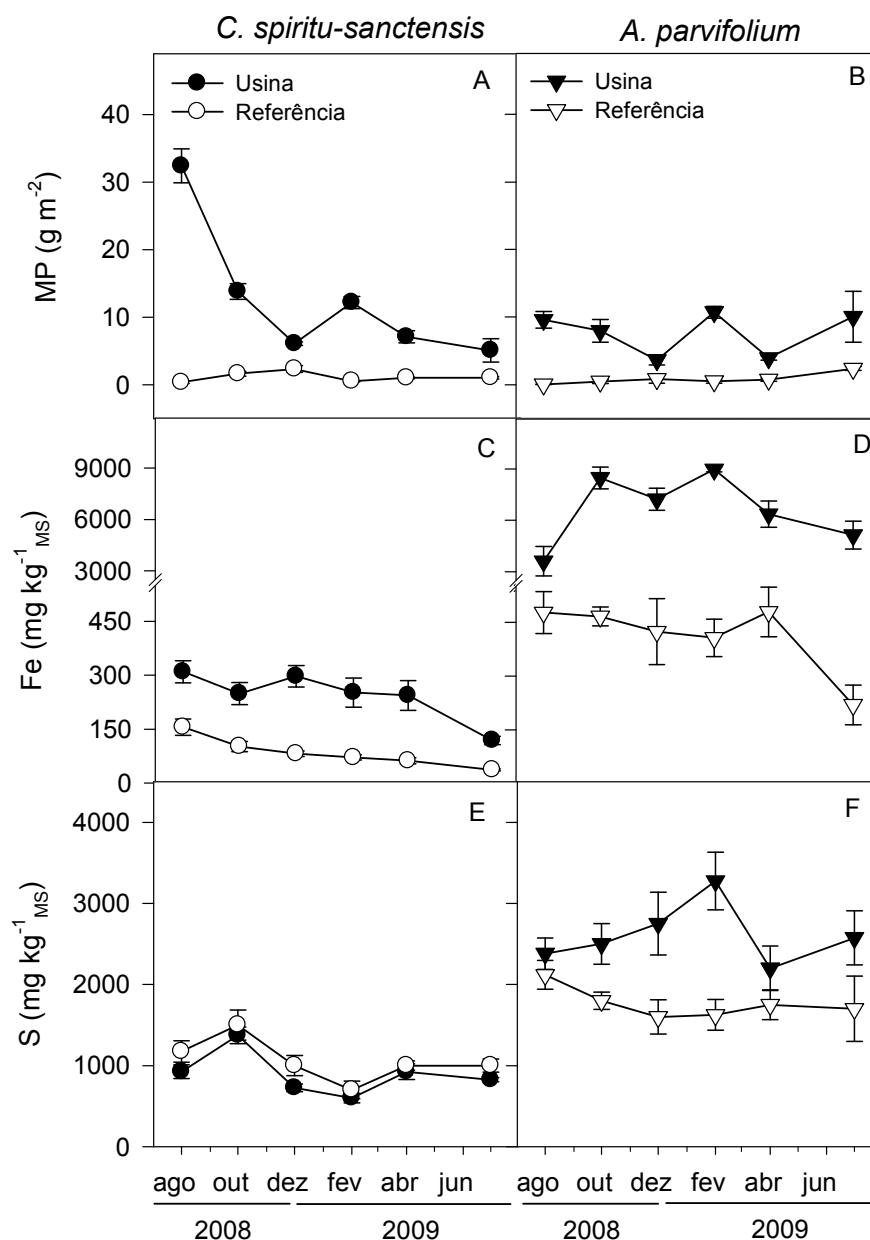 C. spiritu-sanctensis
A. parvifolium
A
Usina
Referência
B
Usina
Referência
MP (g m⁻²)
40
30
20
10
0
C
D
Fe (mg kg⁻¹ MS)
9000
6000
3000
450
300
150
0
E
F
S (mg kg⁻¹ MS)
4000
3000
2000
1000
0
ago out dez fev abr jun
ago out dez fev abr jun
2008 2009
2008 2009